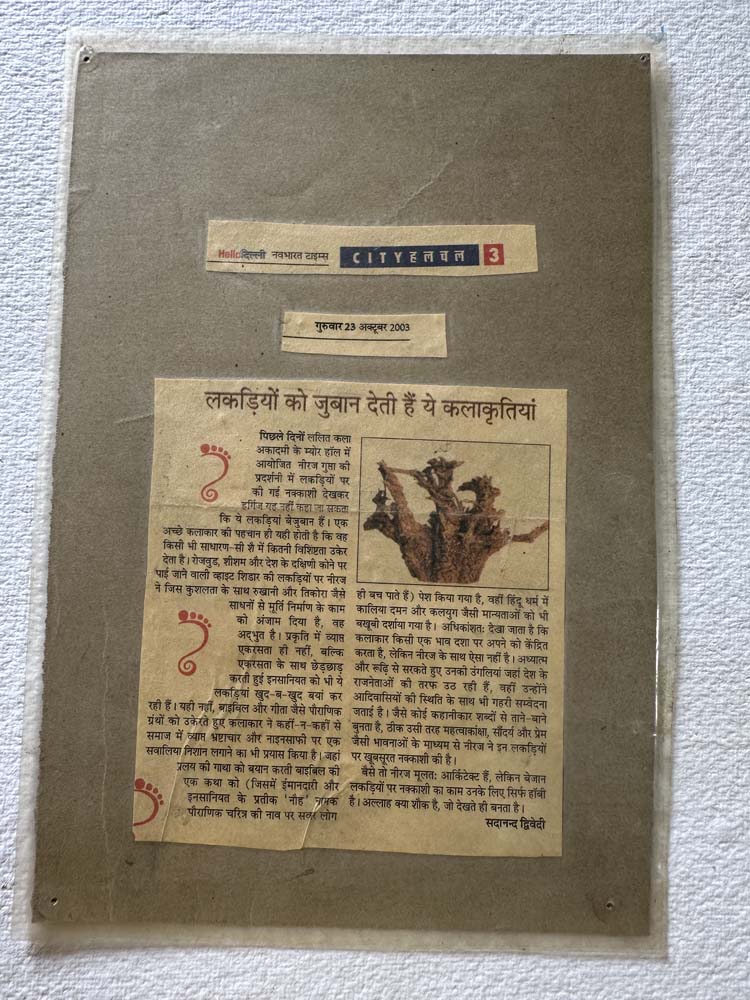 Helloदिल्ली नवभारत टाइम्स CITYहलचल 3
गुरुवार 23 अक्टूबर 2003
लकड़ियों को जुबान देती हैं ये कलाकृतियां
पिछले दिनों ललित कला
अकादमी के म्योर हॉल में
आयोजित नीरज गुप्ता की
प्रदर्शनी में लकड़ियों पर
की गई नक्काशी देखकर
हर्गिज यह नहीं कहा जा सकता
कि ये लकड़ियां बेजुबान हैं। एक
अच्छे कलाकार की पहचान ही यही होती है कि वह
किसी भी साधारण-सी शै में कितनी विशिष्टता उकेर
देता है। रोजवुड, शीशम और देश के दक्षिणी कोने पर
पाई जाने वाली व्हाइट शिडार की लकड़ियों पर नीरज
ने जिस कुशलता के साथ रुखानी और तिकोरा जैसे
साधनों से मूर्ति निर्माण के काम
को अंजाम दिया है, वह
अद्भुत है। प्रकृति में व्याप्त
एकरसता ही नहीं, बल्कि
एकरसता के साथ छेड़छाड़
करती हुई इनसानियत को भी ये
लकड़ियां खुद-ब-खुद बयां कर
रही हैं। यही नहीं, बाइबिल और गीता जैसे पौराणिक
ग्रंथों को उकेरते हुए कलाकार ने कहीं-न-कहीं से
समाज में व्याप्त भ्रष्टाचार और नाइनसाफी पर एक
सवालिया निशान लगाने का भी प्रयास किया है। जहां
प्रलय की गाथा को बयान करती बाइबिल की
एक कथा को (जिसमें ईमानदारी और
इनसानियत के प्रतीक 'नौह' नामक
पौराणिक चरित्र की नाव पर सवार लोग
ही बच पाते हैं) पेश किया गया है, वहीं हिंदू धर्म में
कालिया दमन और कलयुग जैसी मान्यताओं को भी
बखूबी दर्शाया गया है। अधिकांशत: देखा जाता है कि
कलाकार किसी एक भाव दशा पर अपने को केंद्रित
करता है, लेकिन नीरज के साथ ऐसा नहीं है। अध्यात्म
और रूढ़ि से सरकते हुए उनकी उंगलियां जहां देश के
राजनेताओं की तरफ उठ रही हैं, वहीं उन्होंने
आदिवासियों की स्थिति के साथ भी गहरी सम्वेदना
जताई है। जैसे कोई कहानीकार शब्दों से ताने-बाने
बुनता है, ठीक उसी तरह महत्वाकांक्षा, सौंदर्य और प्रेम
जैसी भावनाओं के माध्यम से नीरज ने इन लकड़ियों
पर खूबसूरत नक्काशी की है।
वैसे तो नीरज मूलत: आर्किटेक्ट हैं, लेकिन बेजान
लकड़ियों पर नक्काशी का काम उनके लिए सिर्फ हॉबी
है। अल्लाह क्या शौक है, जो देखते ही बनता है।
सदानन्द द्विवेदी